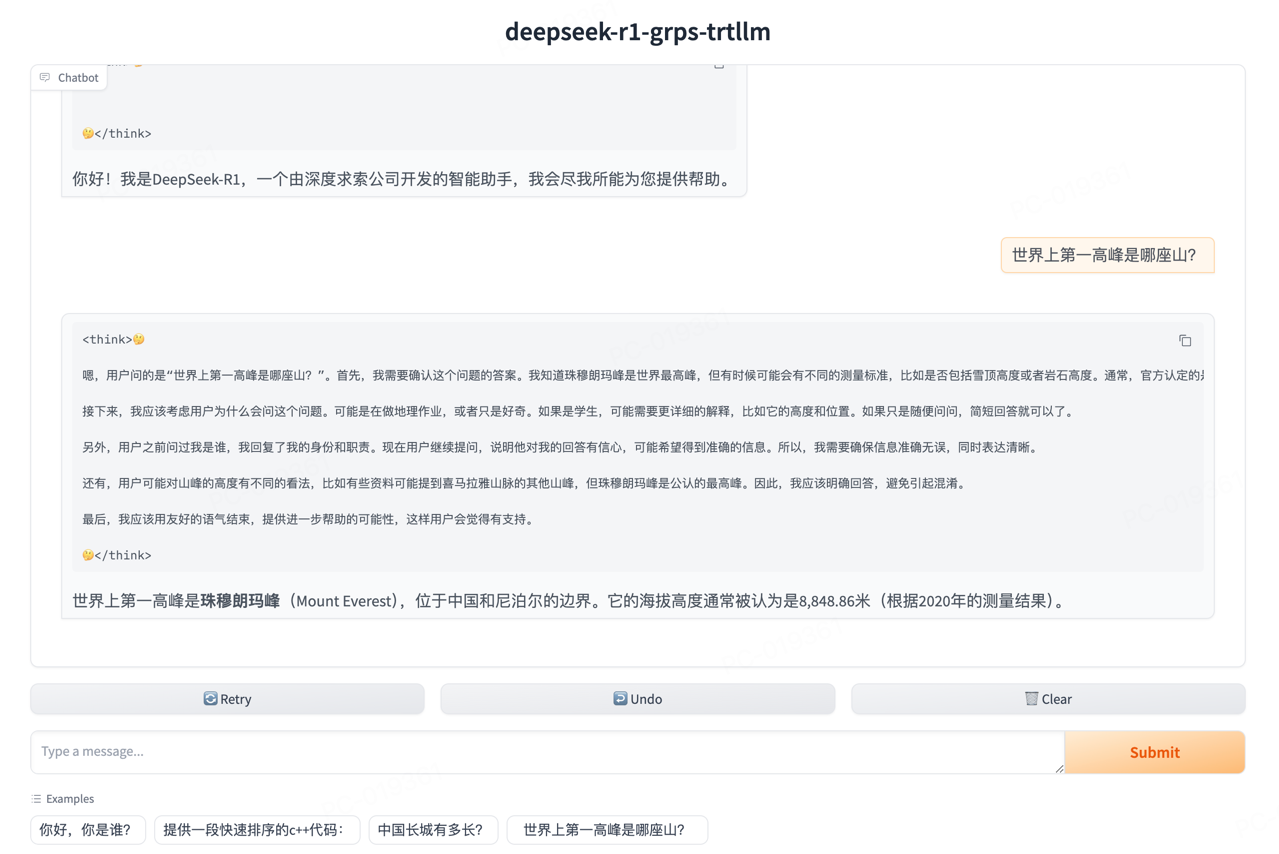 deepseek-r1-grps-trtllm
Chatbot
🤔</think>
你好！我是DeepSeek-R1，一个由深度求索公司开发的智能助手，我会尽我所能为您提供帮助。
世界上第一高峰是哪座山？
<think>🤔
嗯，用户问的是“世界上第一高峰是哪座山？”。首先，我需要确认这个问题的答案。我知道珠穆朗玛峰是世界最高峰，但有时候可能会有不同的测量标准，比如是否包括雪顶高度或者岩石高度。通常，官方认定的
接下来，我应该考虑用户为什么会问这个问题。可能是在做地理作业，或者只是好奇。如果是学生，可能需要更详细的解释，比如它的高度和位置。如果只是随便问问，简短回答就可以了。
另外，用户之前问过我是谁，我回复了我的身份和职责。现在用户继续提问，说明他对我的回答有信心，可能希望得到准确的信息。所以，我需要确保信息准确无误，同时表达清晰。
还有，用户可能对山峰的高度有不同的看法，比如有些资料可能提到喜马拉雅山脉的其他山峰，但珠穆朗玛峰是公认的最高峰。因此，我应该明确回答，避免引起混淆。
最后，我应该用友好的语气结束，提供进一步帮助的可能性，这样用户会觉得有支持。
🤔</think>
世界上第一高峰是珠穆朗玛峰（Mount Everest），位于中国和尼泊尔的边界。它的海拔高度通常被认为是8,848.86米（根据2020年的测量结果）。
Retry
Undo
Clear
Type a message...
Submit
Examples
你好，你是谁？
提供一段快速排序的c++代码：
中国长城有多长？
世界上第一高峰是哪座山？